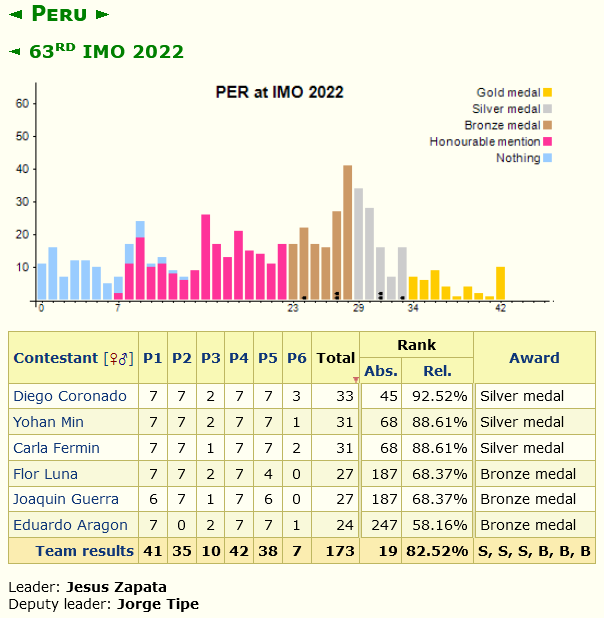 ◄ PERU ►
◄ 63RD IMO 2022
PER at IMO 2022
Gold medal
Silver medal
Bronze medal
Honourable mention
Nothing
60
50
40
30
20
10
0 7 23 29 34 42
Contestant [♀♂] P1 P2 P3 P4 P5 P6 Total Rank Award
Abs. Rel.
Diego Coronado 7 7 2 7 7 3 33 45 92.52% Silver medal
Yohan Min 7 7 2 7 7 1 31 68 88.61% Silver medal
Carla Fermin 7 7 1 7 7 2 31 68 88.61% Silver medal
Flor Luna 7 7 2 7 4 0 27 187 68.37% Bronze medal
Joaquin Guerra 6 7 1 7 6 0 27 187 68.37% Bronze medal
Eduardo Aragon 7 0 2 7 7 1 24 247 58.16% Bronze medal
Team results 41 35 10 42 38 7 173 19 82.52% S, S, S, B, B, B
Leader: Jesus Zapata
Deputy leader: Jorge Tipe